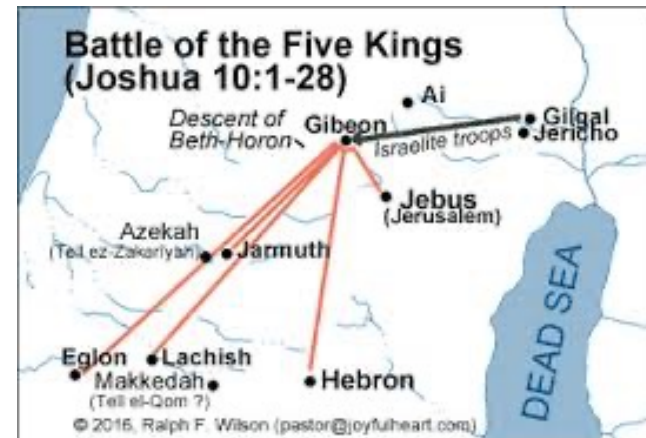 Battle of the Five Kings
(Joshua 10:1-28)
Ai
Descent of
Beth-Horon
Gibeon
Gilgal
Jericho
Israelite troops
Jebus
(Jerusalem)
Azekah
(Tell ez-Zakariyah)
Jarmuth
DEAD SEA
Eglon
Lachish
Makkedah
(Tell el-Qom ?)
Hebron
© 2016, Ralph F. Wilson (pastor@joyfulheart.com)